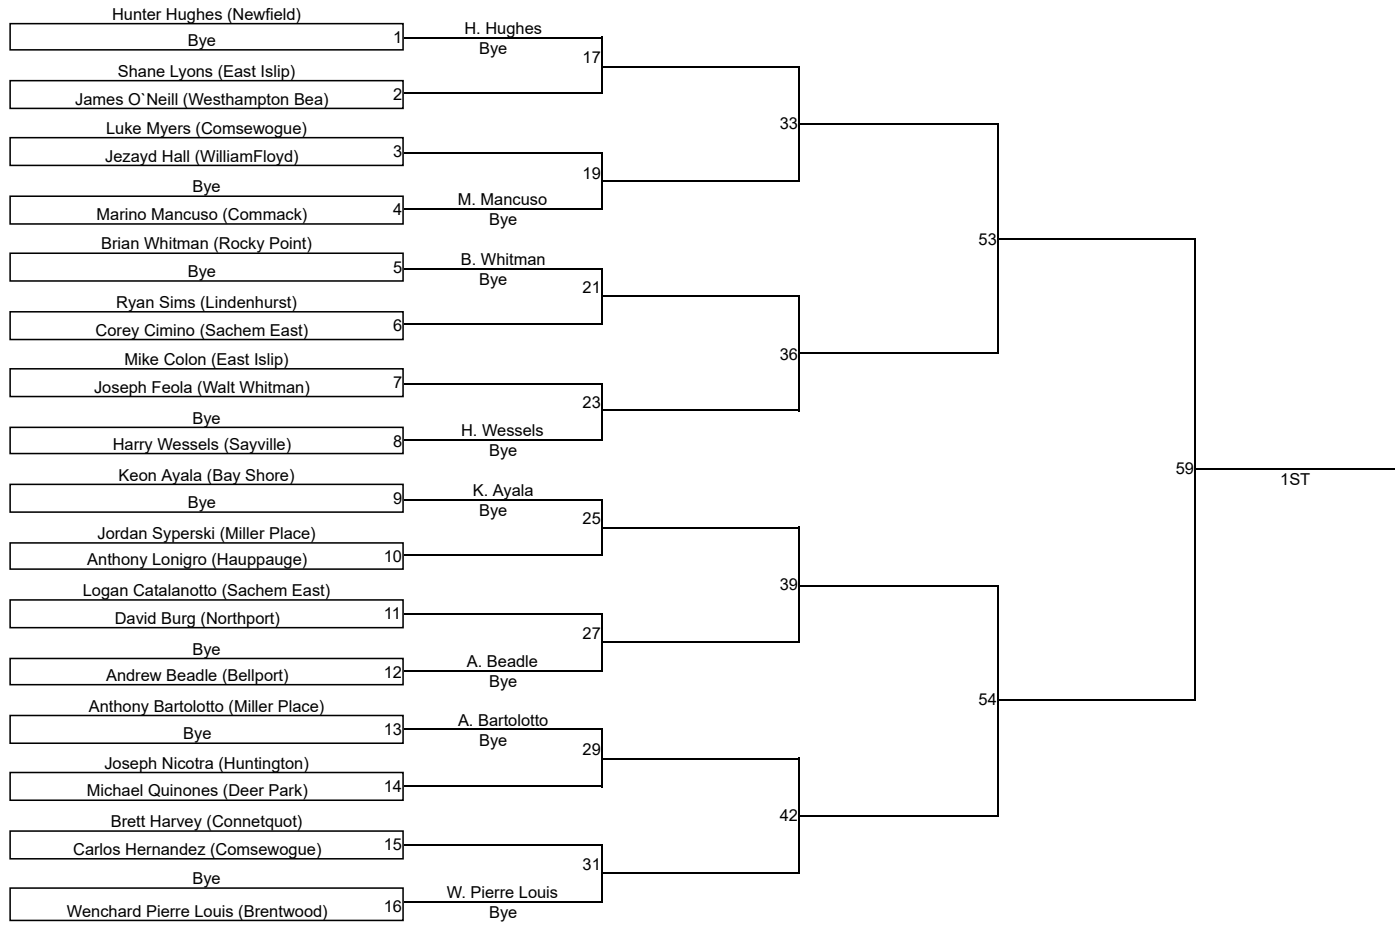 Hunter Hughes (Newfield)
Bye
1
H. Hughes
Bye
17
Shane Lyons (East Islip)
James O`Neill (Westhampton Bea)
2
33
Luke Myers (Comsewogue)
Jezayd Hall (WilliamFloyd)
3
19
Bye
Marino Mancuso (Commack)
4
M. Mancuso
Bye
53
Brian Whitman (Rocky Point)
Bye
5
B. Whitman
Bye
21
Ryan Sims (Lindenhurst)
Corey Cimino (Sachem East)
6
36
Mike Colon (East Islip)
Joseph Feola (Walt Whitman)
7
23
Bye
Harry Wessels (Sayville)
8
H. Wessels
Bye
59
1ST
Keon Ayala (Bay Shore)
Bye
9
K. Ayala
Bye
25
Jordan Syperski (Miller Place)
Anthony Lonigro (Hauppauge)
10
39
Logan Catalanotto (Sachem East)
David Burg (Northport)
11
27
Bye
Andrew Beadle (Bellport)
12
A. Beadle
Bye
54
Anthony Bartolotto (Miller Place)
Bye
13
A. Bartolotto
Bye
29
Joseph Nicotra (Huntington)
Michael Quinones (Deer Park)
14
42
Brett Harvey (Connetquot)
Carlos Hernandez (Comsewogue)
15
31
Bye
Wenchard Pierre Louis (Brentwood)
16
W. Pierre Louis
Bye